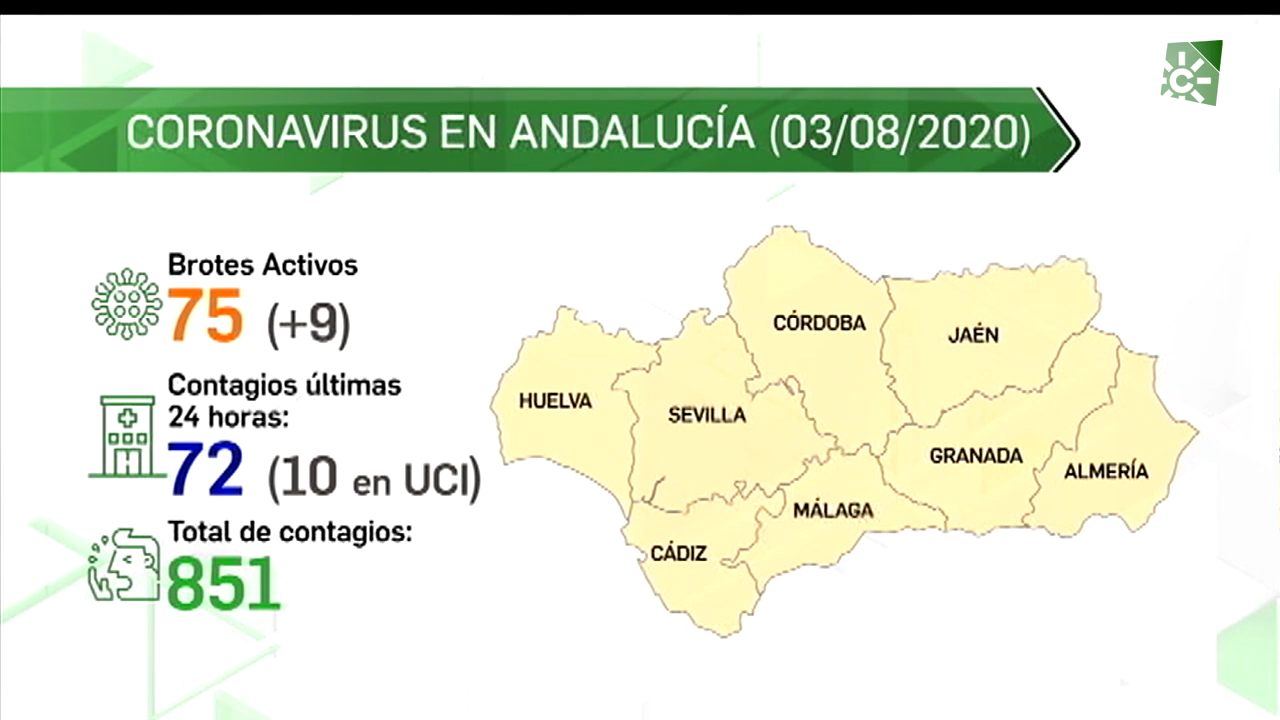 CORONAVIRUS EN ANDALUCÍA (03/08/2020)
Brotes Activos
75 (+9)
Contagios últimas
24 horas:
72 (10 en UCI)
Total de contagios:
851
CÓRDOBA
JAÉN
HUELVA
SEVILLA
GRANADA
ALMERÍA
MÁLAGA
CÁDIZ